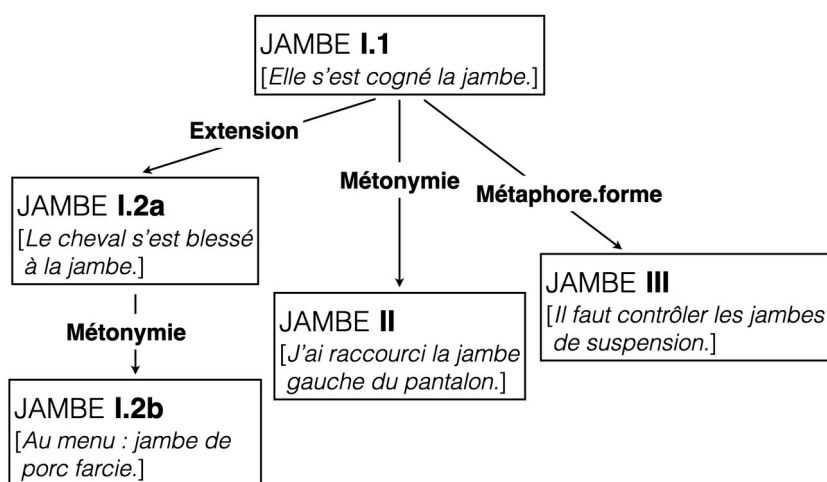 JAMBE I.1
[Elle s'est cogné la jambe.]
Extension
Métonymie
Métaphore.forme
JAMBE I.2a
[Le cheval s'est blessé
à la jambe.]
Métonymie
JAMBE I.2b
[Au menu : jambe de
porc farcie.]
JAMBE II
[J'ai raccourci la jambe
gauche du pantalon.]
JAMBE III
[Il faut contrôler les jambes
de suspension.]